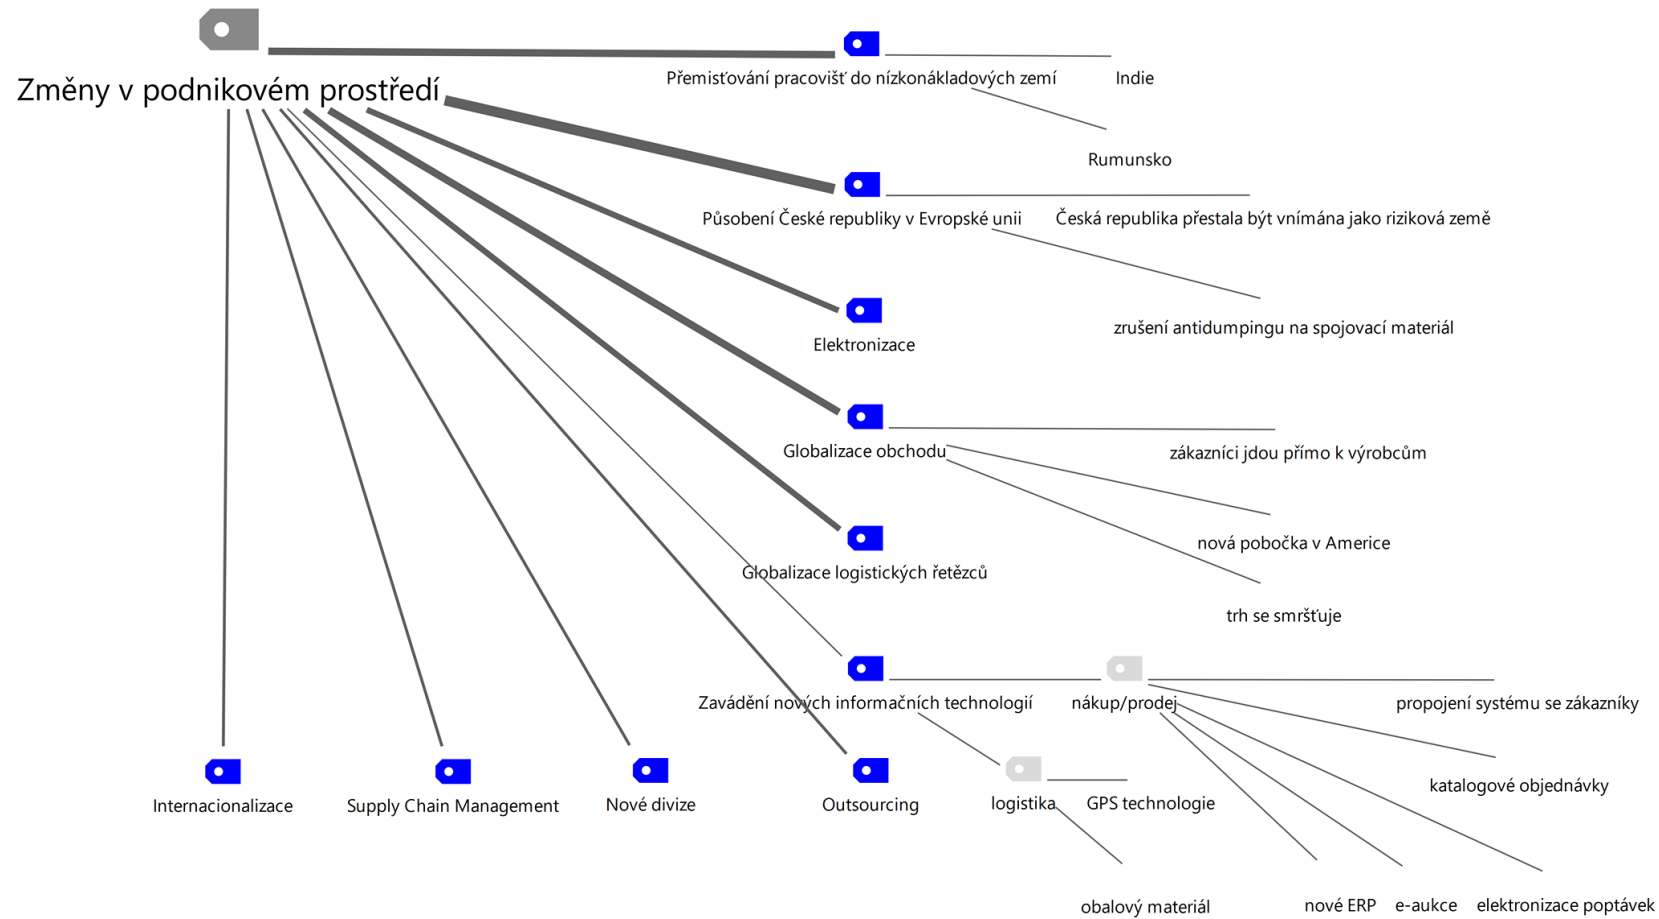 Změny v podnikovém prostředí
Přemisťování pracovišť do nízkonákladových zemí
Indie
Rumunsko
Působení České republiky v Evropské unii
Česká republika přestala být vnímána jako riziková země
zrušení antidumpingu na spojovací materiál
Elektronizace
Globalizace obchodu
zákazníci jdou přímo k výrobcům
nová pobočka v Americe
Globalizace logistických řetězců
trh se smršťuje
Zavádění nových informačních technologií
nákup/prodej
propojení systému se zákazníky
katalogové objednávky
Internacionalizace
Supply Chain Management
Nové divize
Outsourcing
logistika
GPS technologie
obalový materiál
nové ERP
e-aukce
elektronizace poptávek